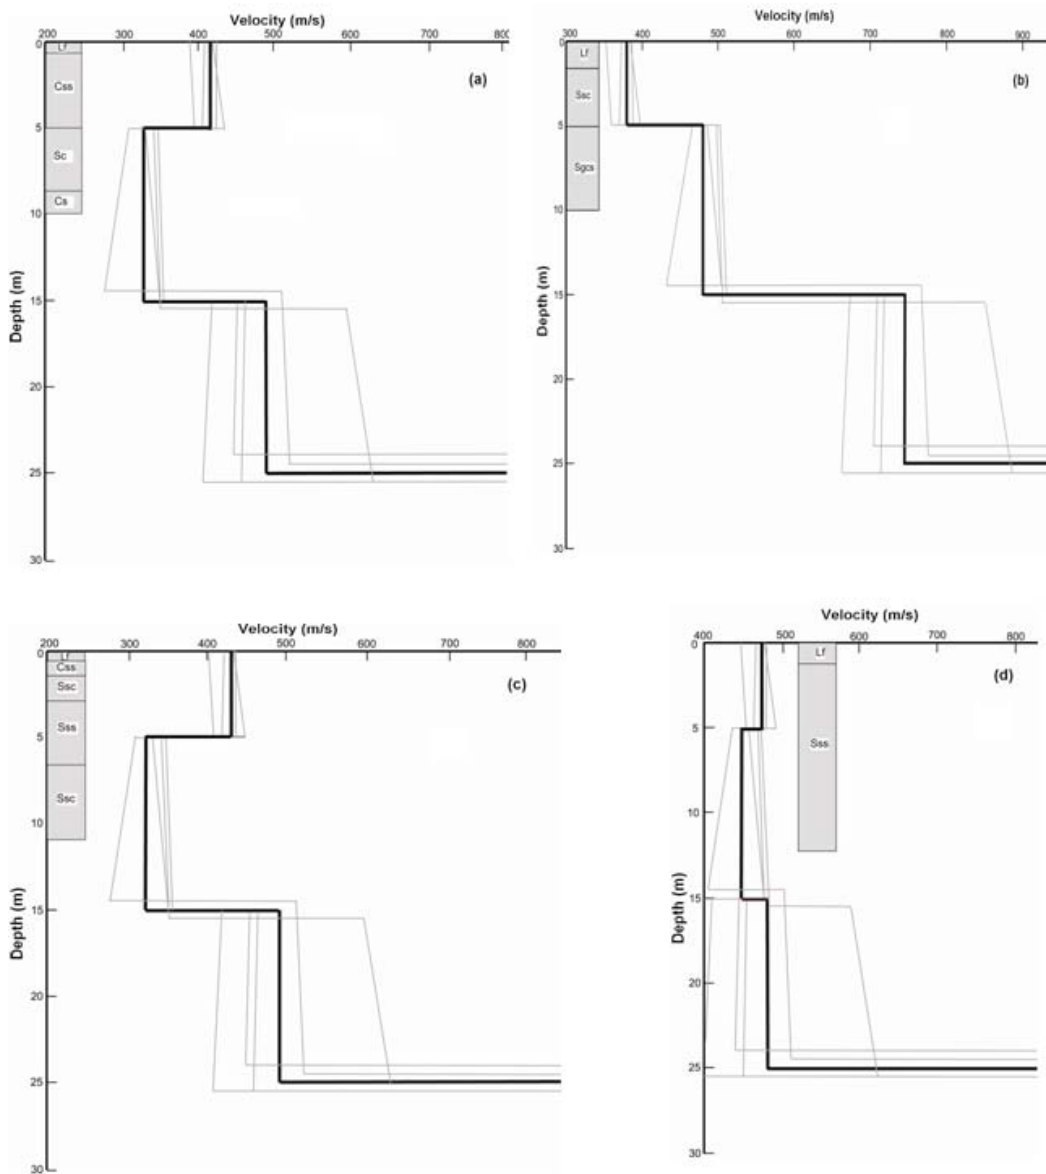 Velocity (m/s)
200 300 400 500 600 700 800
(a)
Lf
Css
Sc
Cs
0
5
10
15
20
25
30
Depth (m)
Velocity (m/s)
300 400 500 600 700 800 900
(b)
Lf
Ssc
Sgcs
0
5
10
15
20
25
30
Depth (m)
Velocity (m/s)
200 300 400 500 600 700 800
(c)
Lf
Css
Ssc
Sss
Ssc
0
5
10
15
20
25
30
Depth (m)
Velocity (m/s)
400 500 600 700 800
(d)
Lf
Sss
0
5
10
15
20
25
30
Depth (m)